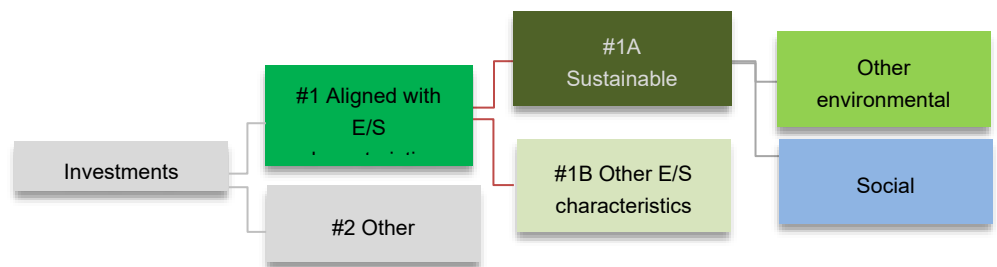 #1A
Sustainable
Other
environmental
#1 Aligned with
E/S
Investments
#1B Other E/S
characteristics
Social
#2 Other